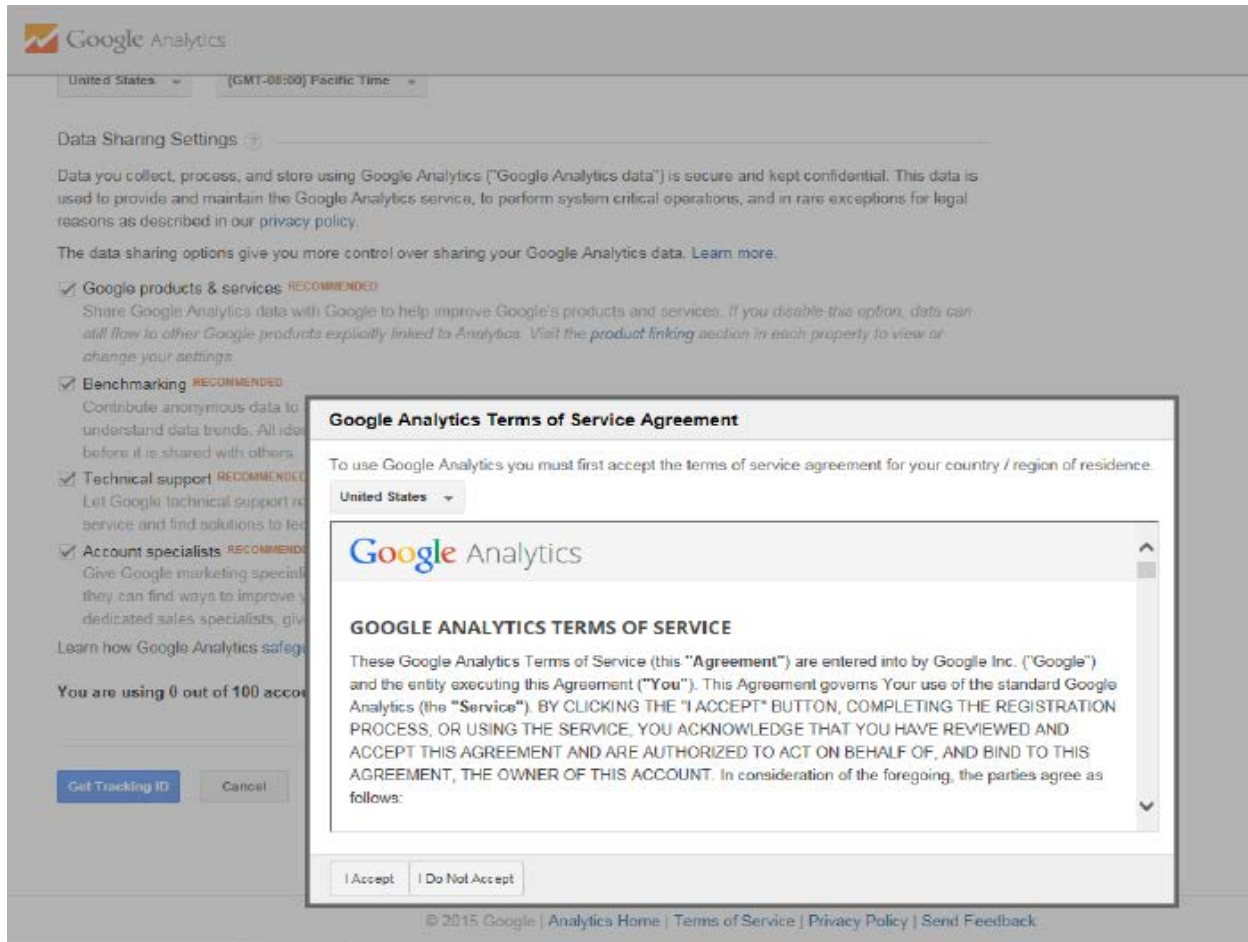 Google Analytics
United States
(GMT-08:00) Pacific Time
Data Sharing Settings ?
Data you collect, process, and store using Google Analytics ("Google Analytics data") is secure and kept confidential. This data is
used to provide and maintain the Google Analytics service, to perform system critical operations, and in rare exceptions for legal
reasons as described in our privacy policy.
The data sharing options give you more control over sharing your Google Analytics data. Learn more.
Google products & services RECOMMENDED
Share Google Analytics data with Google to help improve Google's products and services. If you disable this option, data can
still flow to other Google products explicitly linked to Analytics. Visit the product linking section in each property to view or
change your settings.
Benchmarking RECOMMENDED
Contribute anonymous data to
understand data trends. All
before it is shared with others.
Technical support RECOMMENDED
Let Google technical support
service and find solutions to
Account specialists
Give Google marketing
they can find ways to improve
dedicated sales specialists,
Learn how Google Analytics
You are using 0 out of 100
Get Tracking ID
Cancel
Google Analytics Terms of Service Agreement
To use Google Analytics you must first accept the terms of service agreement for your country / region of residence.
United States
Google Analytics
GOOGLE ANALYTICS TERMS OF SERVICE
These Google Analytics Terms of Service (this "Agreement") are entered into by Google Inc. ("Google")
and the entity executing this Agreement ("You"). This Agreement governs Your use of the standard Google
Analytics (the "Service"). BY CLICKING THE "I ACCEPT" BUTTON, COMPLETING THE REGISTRATION
PROCESS, OR USING THE SERVICE, YOU ACKNOWLEDGE THAT YOU HAVE REVIEWED AND
ACCEPT THIS AGREEMENT AND ARE AUTHORIZED TO ACT ON BEHALF OF, AND BIND TO THIS
AGREEMENT, THE OWNER OF THIS ACCOUNT. In consideration of the foregoing, the parties agree as
follows:
I Accept
I Do Not Accept
© 2015 Google | Analytics Home | Terms of Service | Privacy Policy | Send Feedback